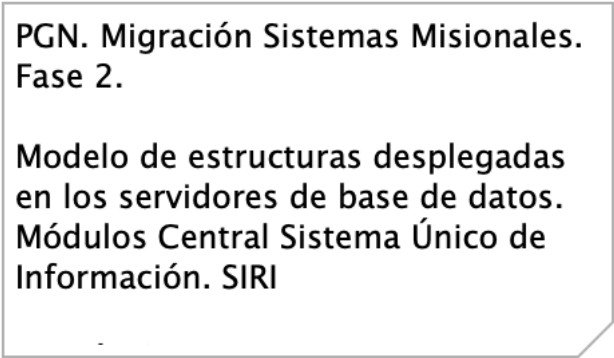 PGN. Migración Sistemas Misionales.
Fase 2.
Modelo de estructuras desplegadas
en los servidores de base de datos.
Módulos Central Sistema Único de
Información. SIRI